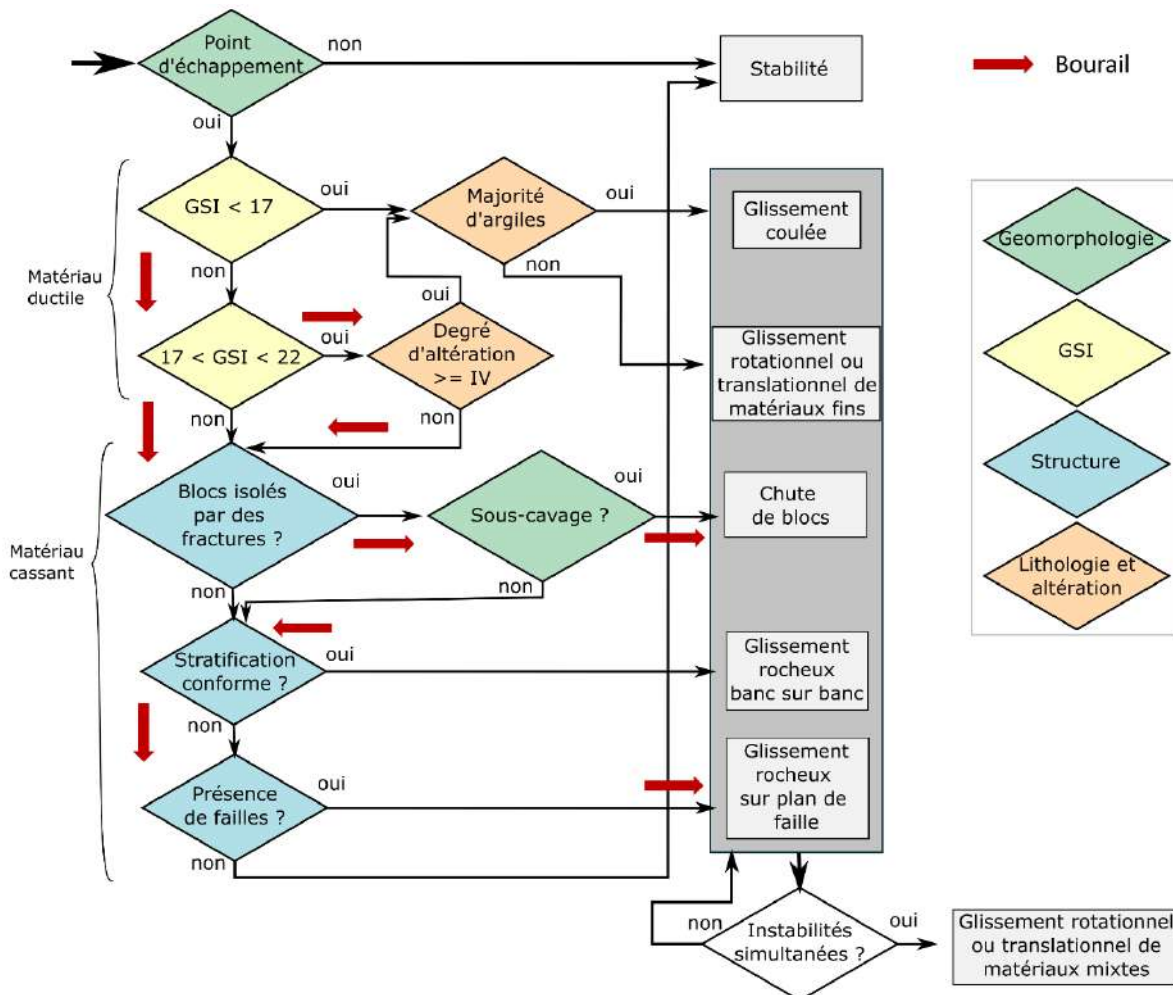 Point
d'échappement
non
Stabilité
Bourail
oui
GSI < 17
oui
Majorité
d'argiles
oui
Glissement
coulée
Geomorphologie
Matériau
ductile
non
non
oui
17 < GSI < 22
oui
Degré
d'altération
>= IV
Glissement
rotationnel ou
translationnel de
matériaux fins
GSI
non
non
Blocs isolés
par des
fractures ?
oui
Sous-cavage ?
oui
Chute
de blocs
Structure
Matériau
cassant
non
non
Stratification
conforme ?
oui
Glissement
rocheux
banc sur banc
Lithologie et
altération
non
Présence
de failles ?
oui
Glissement
rocheux
sur plan de
faille
non
non
Instabilités
simultanées ?
oui
Glissement rotationnel
ou translationnel de
matériaux mixtes